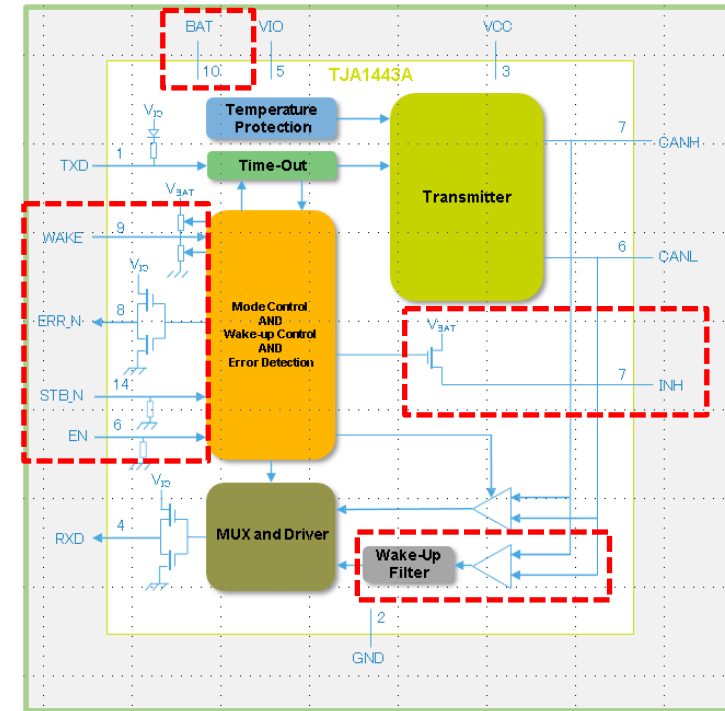 BAT
VIO
VCC
10
5
3
TJA1443A
Temperature
Protection
VIO
TXD
1
Time-Out
Transmitter
7
CANH
VBAT
WAKE
9
6
CANL
VIO
ERR_N
8
Mode Control
AND
Wake-up Control
AND
Error Detection
VBAT
7
INH
STB_N
14
EN
6
VIO
RXD
4
MUX and Driver
Wake-Up
Filter
2
GND